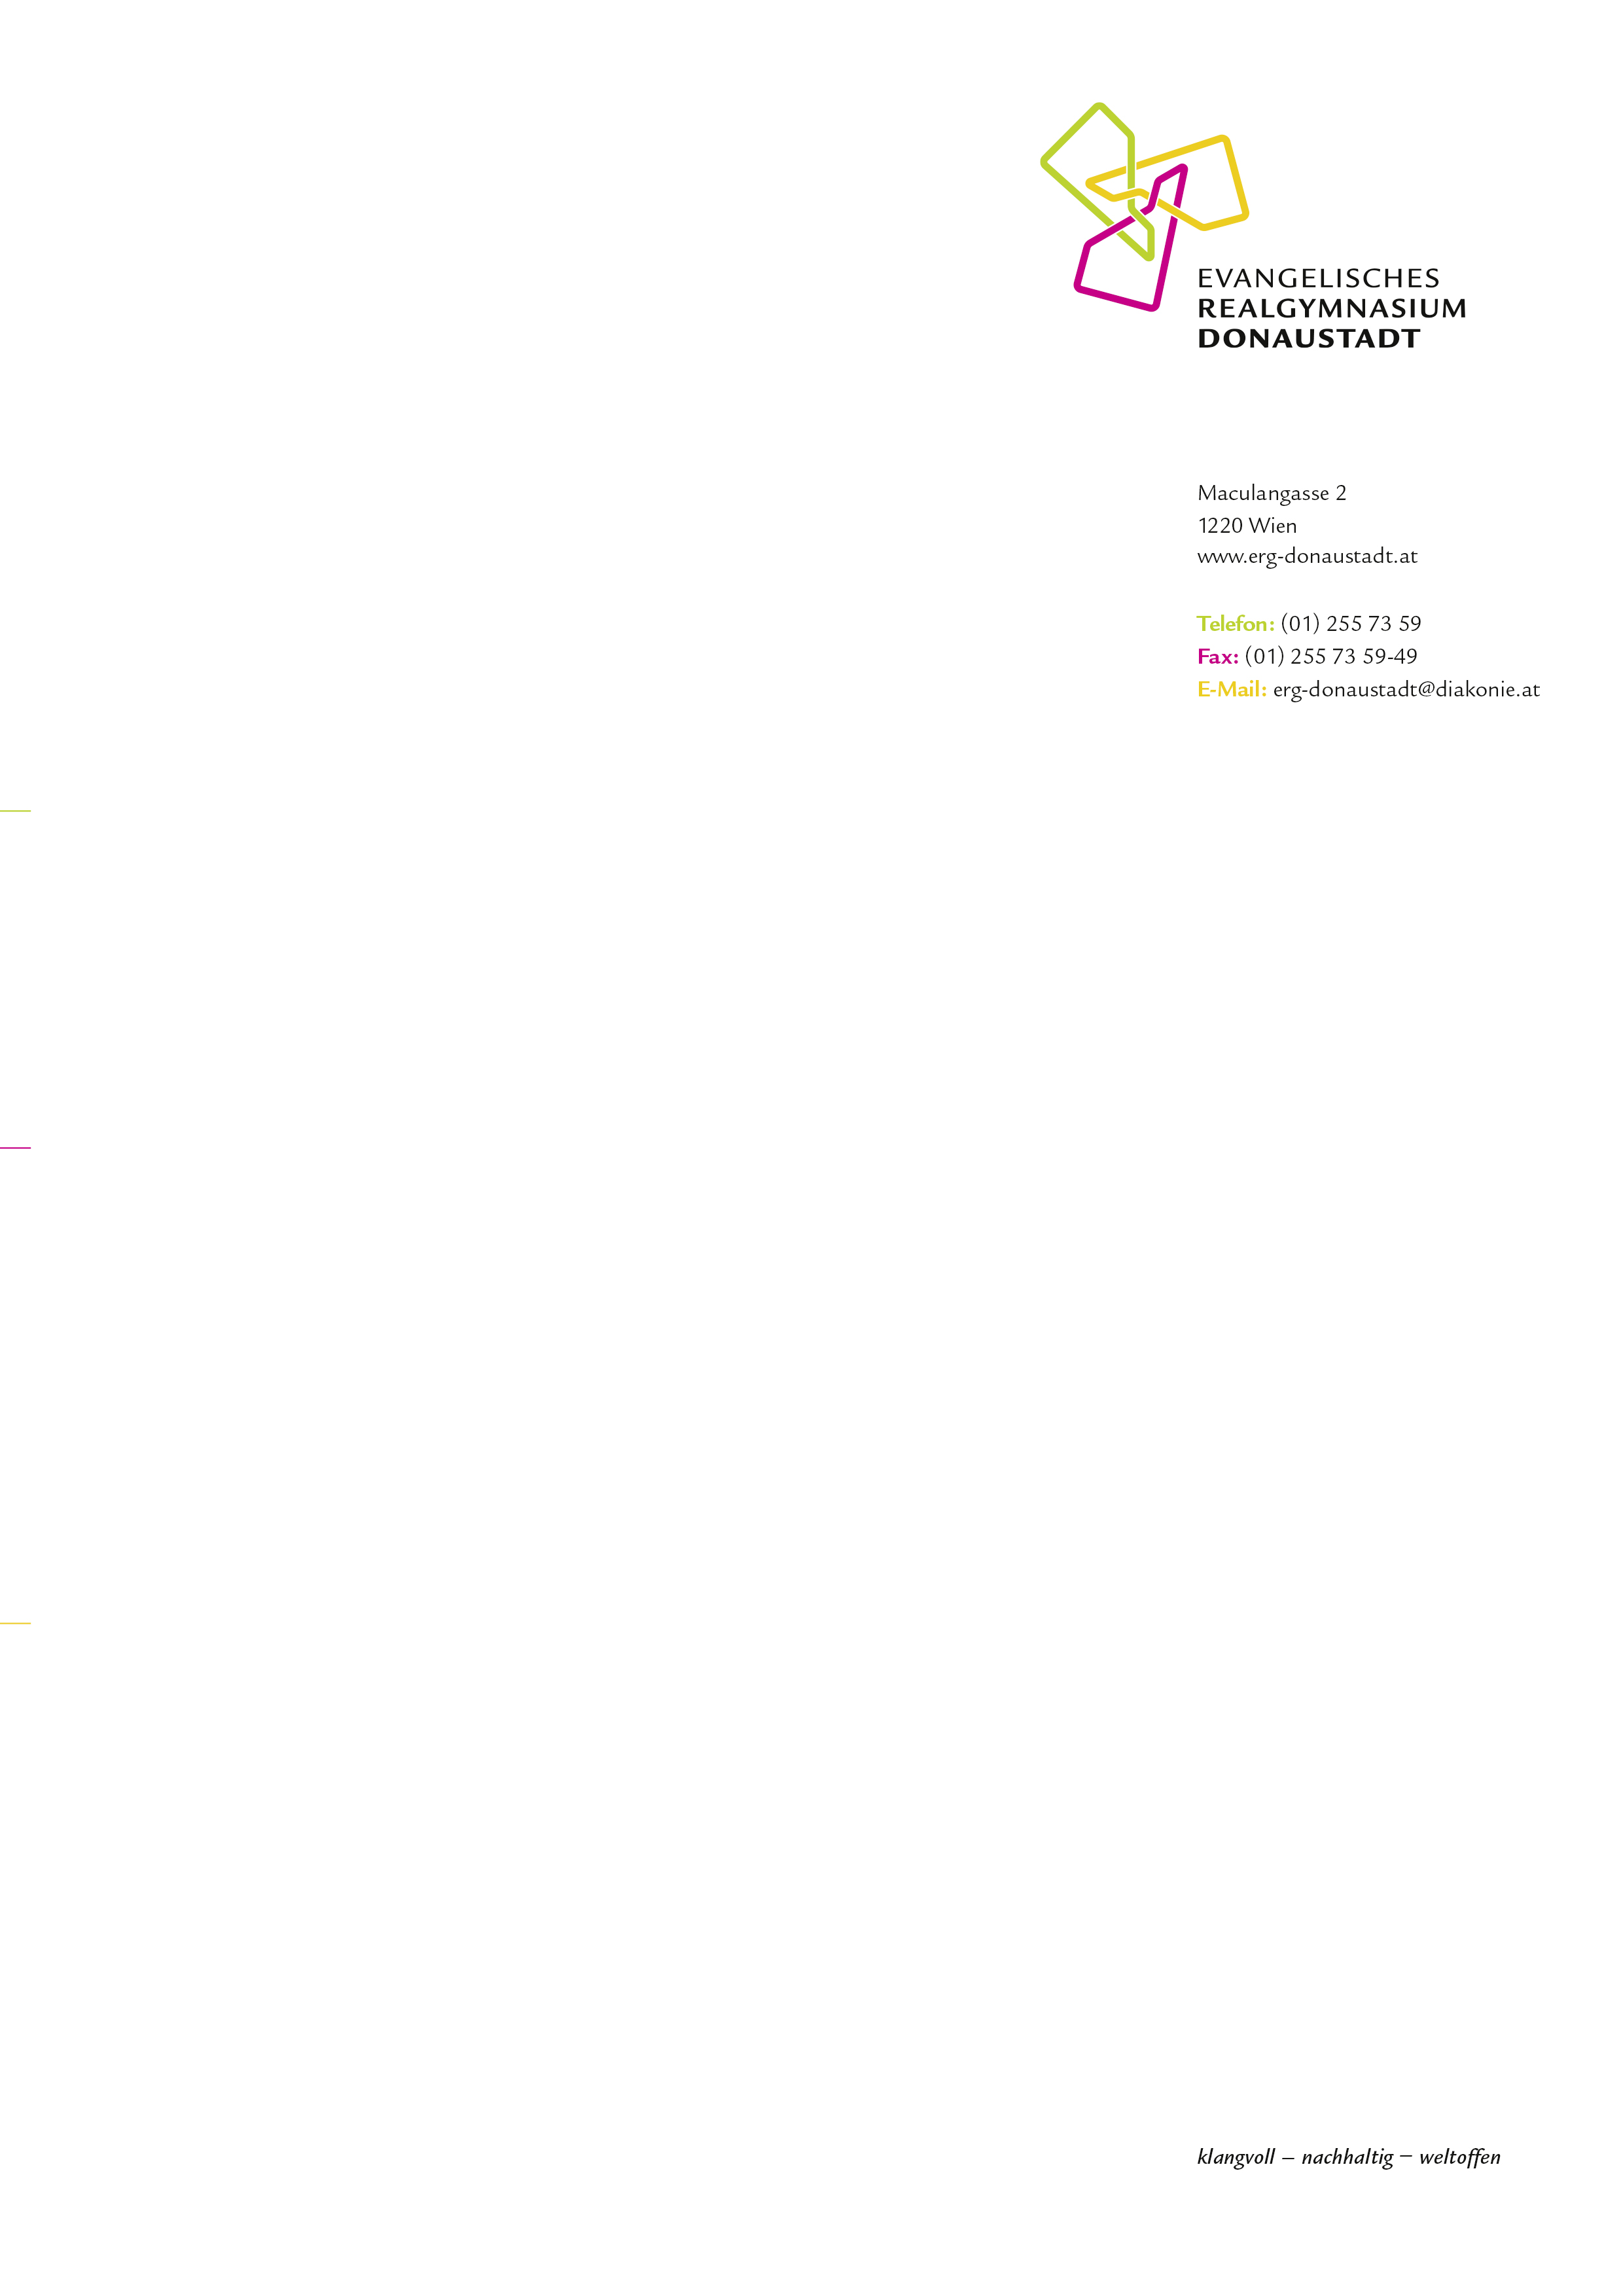 EVANGELISCHES
REALGYMNASIUM
DONAUSTADT
Maculangasse 2
1220 Wien
www.erg-donaustadt.at
Telefon: (01) 255 73 59
Fax: (01) 255 73 59-49
E-Mail: erg-donaustadt@diakonie.at
klangvoll – nachhaltig – weltoffen